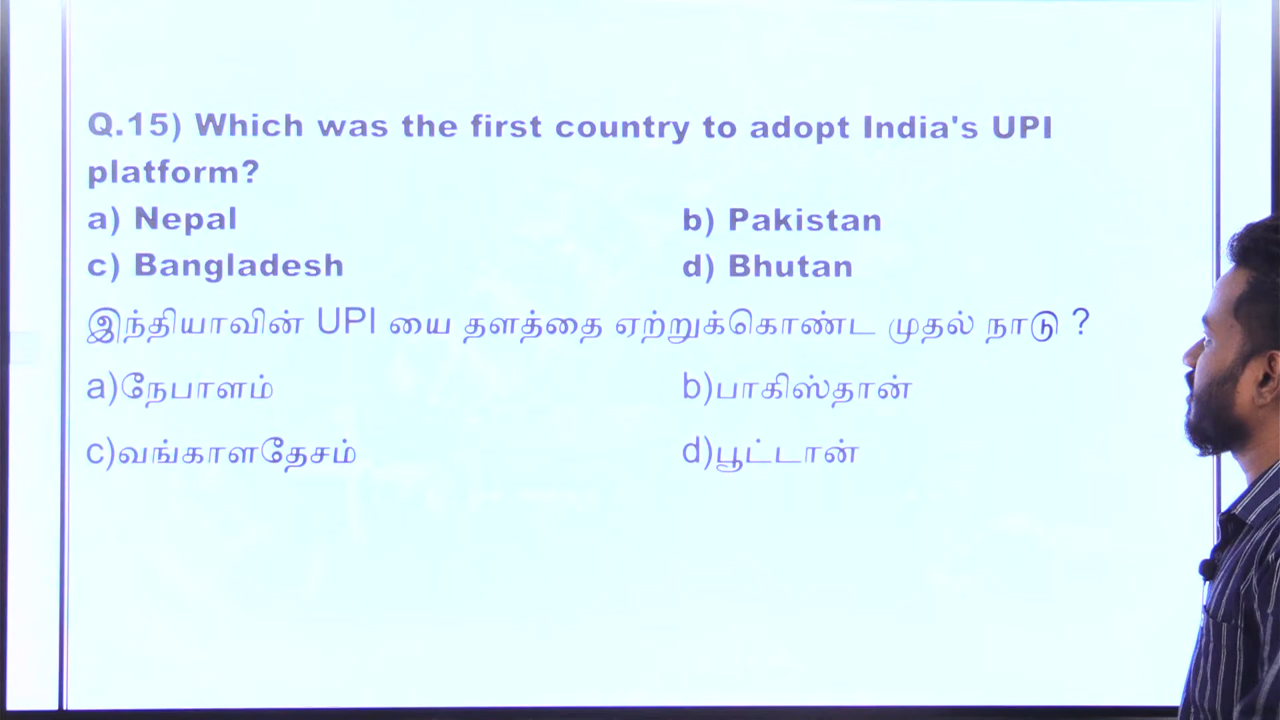 Q.15) Which was the first country to adopt India's UPI
platform?
a) Nepal b) Pakistan
c) Bangladesh d) Bhutan
இந்தியாவின் UPI யை தளத்தை ஏற்றுக்கொண்ட முதல் நாடு ?
a)நேபாளம் b)பாகிஸ்தான்
c)வங்காளதேசம் d)பூட்டான்